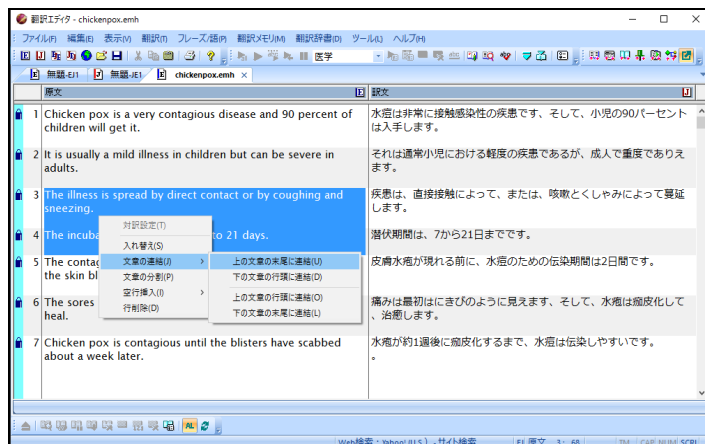 翻訳エディタ - chickenpox.emh
ファイル(F) 編集(E) 表示(V) 翻訳(T) フレーズ/語(P) 翻訳メモリ(M) 翻訳辞書(D) ツール(L) ヘルプ(H)
医学
無題-EJ1 無題-JE1 chickenpox.emh ×
原文 E 訳文 J
1 Chicken pox is a very contagious disease and 90 percent of
children will get it.
水痘は非常に接触感染性の疾患です、そして、小児の90パーセント
は入手します。
2 It is usually a mild illness in children but can be severe in
adults.
それは通常小児における軽度の疾患であるが、成人で重度でありえ
ます。
3 The illness is spread by direct contact or by coughing and
sneezing.
疾患は、直接接触によって、または、咳嗽とくしゃみによって蔓延
します。
4 The incuba to 21 days.
潜伏期間は、7から21日までです。
5 The contag
the skin bl
皮膚水疱が現れる前に、水痘のための伝染期間は2日間です。
6 The sores
heal.
痛みは最初はにきびのように見えます、そして、水疱は痂皮化して
、治癒します。
7 Chicken pox is contagious until the blisters have scabbed
about a week later.
水疱が約1週後に痂皮化するまで、水痘は伝染しやすいです。
。
対訳設定(T)
入れ替え(S)
文章の連結(J)
文章の分割(P)
空行挿入(I)
行削除(D)
上の文章の末尾に連結(U)
下の文章の行頭に連結(D)
上の文章の行頭に連結(O)
下の文章の末尾に連結(L)
AL
Web検索：Yahoo! (U.S.) - サイト検索 EJ 原文 3: 68 TM CAP NUM SCRL